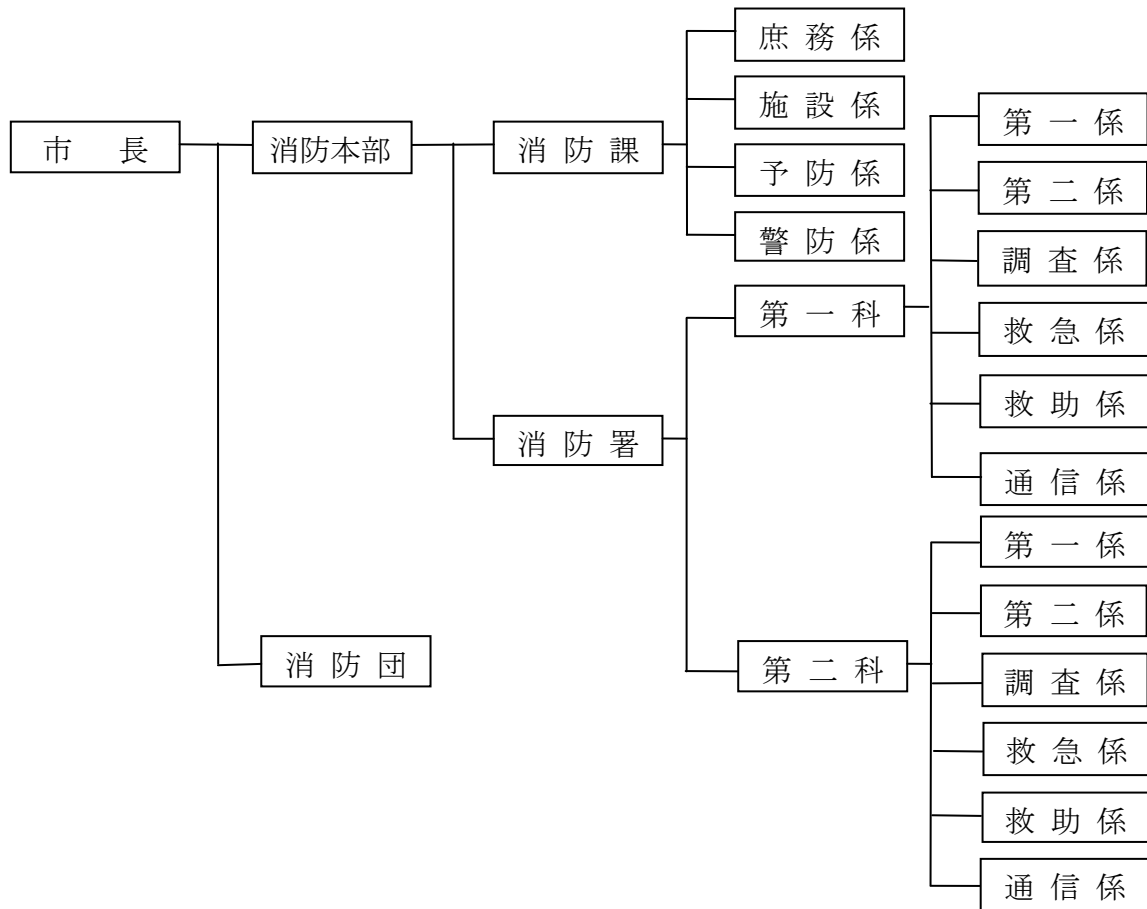 市　長
消防本部
消防団
消 防 課
庶 務 係
施 設 係
予 防 係
警 防 係
消 防 署
第 一 科
第 一 係
第 二 係
調 査 係
救 急 係
救 助 係
通 信 係
第 二 科
第 一 係
第 二 係
調 査 係
救 急 係
救 助 係
通 信 係